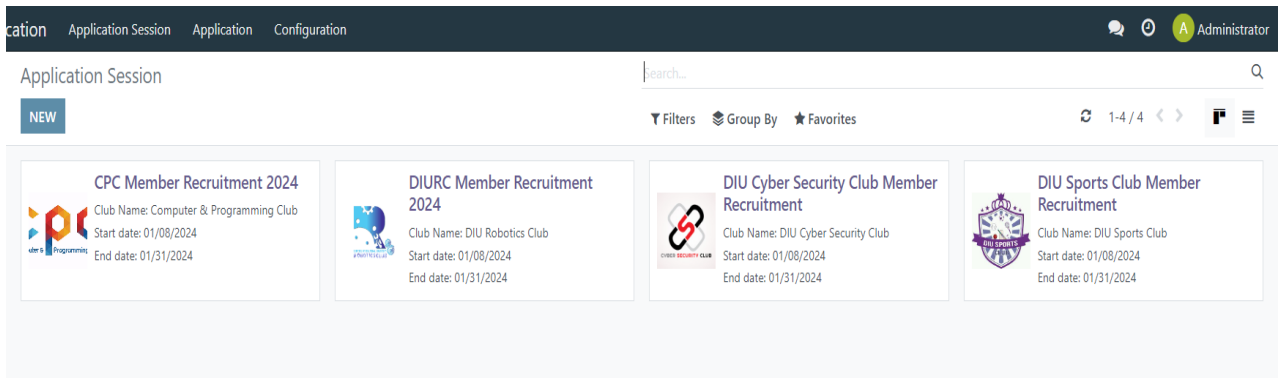 cation Application Session Application Configuration A Administrator
Application Session Search...
NEW Filters Group By Favorites 1-4 / 4
CPC Member Recruitment 2024
Club Name: Computer & Programming Club
Start date: 01/08/2024
End date: 01/31/2024
DIURC Member Recruitment
2024
Club Name: DIU Robotics Club
Start date: 01/08/2024
End date: 01/31/2024
CYBER SECURITY CLUB
DIU Cyber Security Club Member
Recruitment
Club Name: DIU Cyber Security Club
Start date: 01/08/2024
End date: 01/31/2024
DIU SPORTS
DIU Sports Club Member
Recruitment
Club Name: DIU Sports Club
Start date: 01/08/2024
End date: 01/31/2024